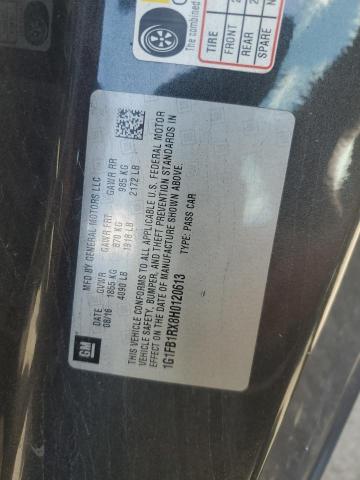 The combined
TIRE
FRONT
REAR
SPARE
GM
MFD BY GENERAL MOTORS LLC
DATE GVWR GAWR FRT GAWR RR
08/16 1855 KG 870 KG 985 KG
4090 LB 1918 LB 2172 LB
THIS VEHICLE CONFORMS TO ALL APPLICABLE U.S. FEDERAL MOTOR
VEHICLE SAFETY, BUMPER, AND THEFT PREVENTION STANDARDS IN
EFFECT ON THE DATE OF MANUFACTURE SHOWN ABOVE.
1G1FB1RX8H0120613 TYPE: PASS CAR